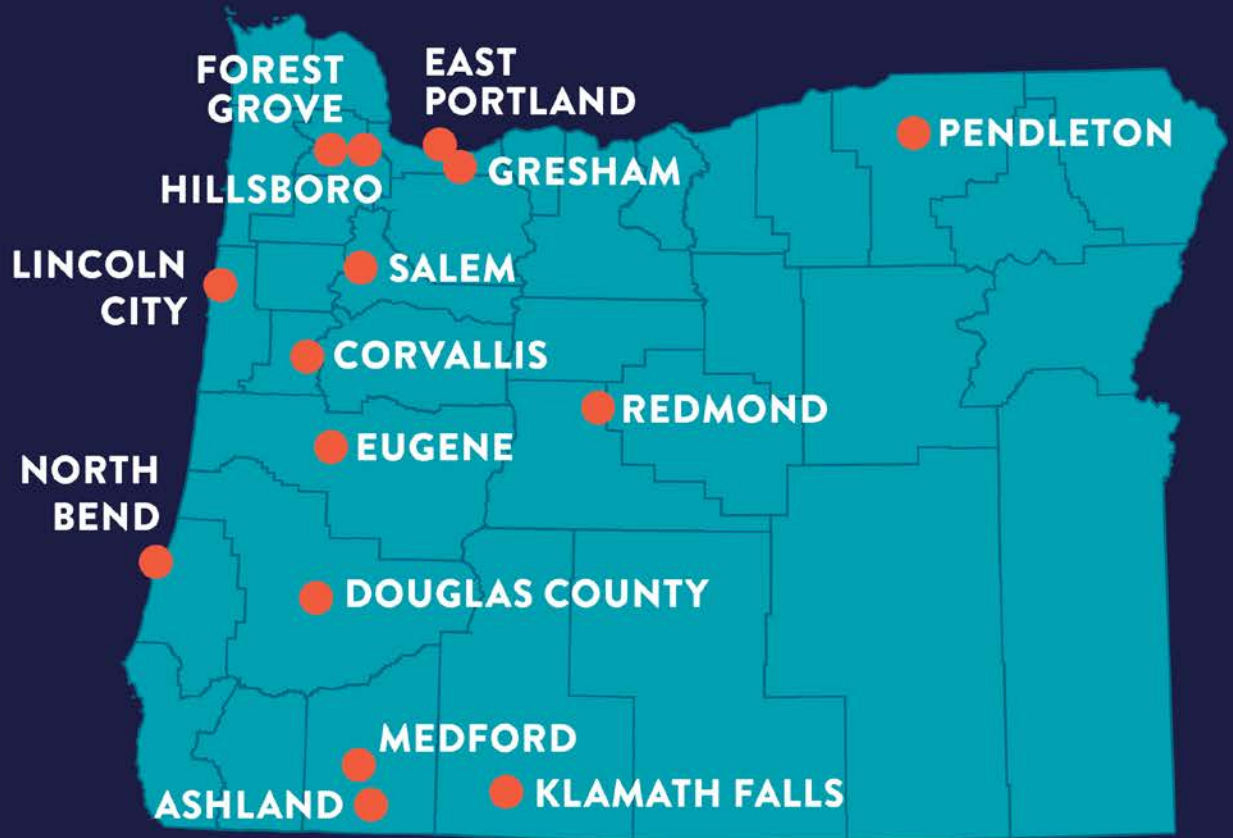 FOREST
GROVE
EAST
PORTLAND
PENDLETON
HILLSBORO
GRESHAM
LINCOLN
CITY
SALEM
CORVALLIS
REDMOND
EUGENE
NORTH
BEND
DOUGLAS COUNTY
MEDFORD
ASHLAND
KLAMATH FALLS